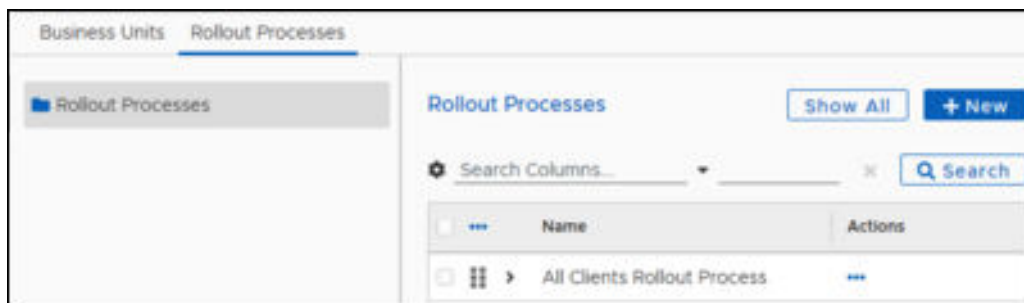 Business Units Rollout Processes
Rollout Processes
Rollout Processes Show All + New
Search Columns... Search
Name Actions
All Clients Rollout Process